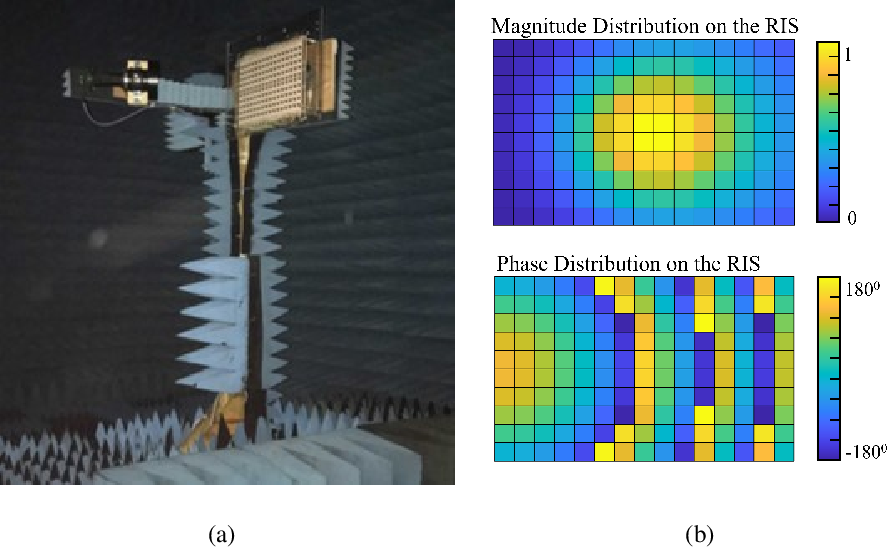 Magnitude Distribution on the RIS
1
0
Phase Distribution on the RIS
180⁰
-180⁰
(a)
(b)